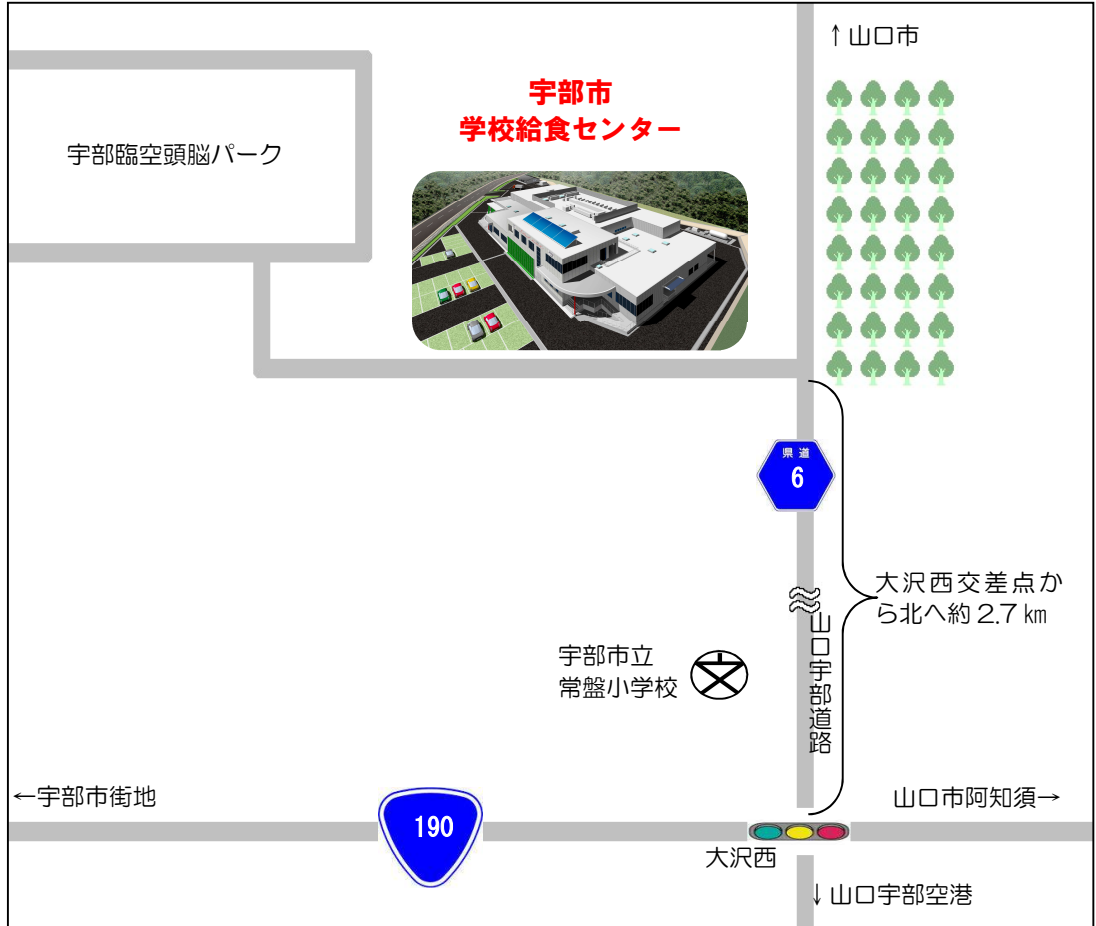 ↑山口市
宇部市
学校給食センター
宇部臨空頭脳パーク
県道
6
大沢西交差点か
ら北へ約2.7㎞
山口宇部道路
宇部市立
常盤小学校
←宇部市街地
190
山口市阿知須→
大沢西
↓山口宇部空港